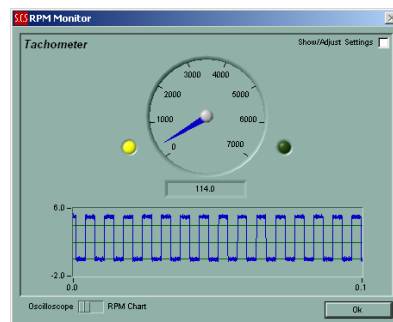 SCS RPM Monitor
Tachometer
Show/Adjust Settings
3000 4000
2000 5000
1000 6000
0 7000
114.0
6.0
-2.0
0.0 0.1
Oscilloscope RPM Chart
Ok